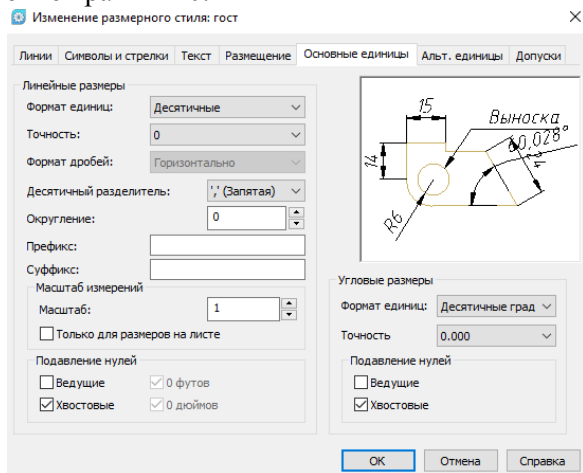 Изменение размерного стиля: гост
Линии Символы и стрелки Текст Размещение Основные единицы Альт. единицы Допуски
Линейные размеры
Формат единиц: Десятичные
Точность: 0
Формат дробей: Горизонтально
Десятичный разделитель: ',' (Запятая)
Округление: 0
Префикс:
Суффикс:
Масштаб измерений
Масштаб: 1
Только для размеров на листе
Подавление нулей
Ведущие 0 футов
Хвостовые 0 дюймов
15
Выноска
60,028°
14
R6
Угловые размеры
Формат единиц: Десятичные град
Точность 0.000
Подавление нулей
Ведущие
Хвостовые
ОК Отмена Справка